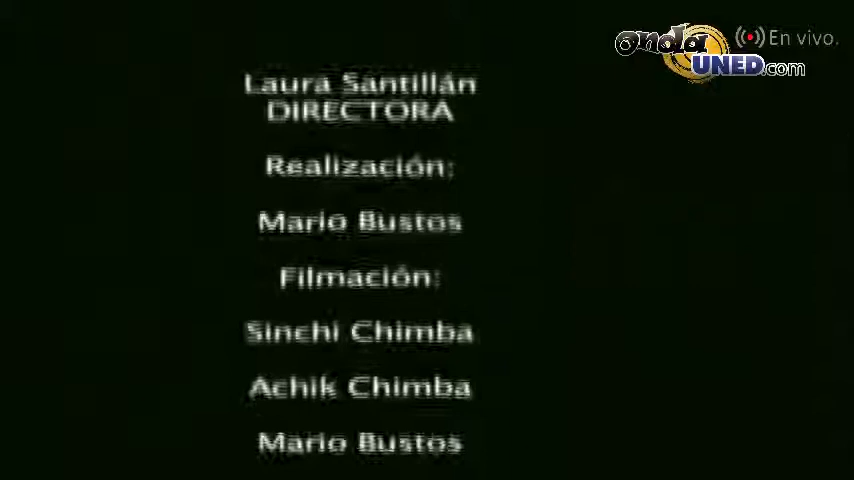 onda
UNED.com
En vivo.
Laura Santillán
DIRECTORA
Realización:
Mario Bustos
Filmación:
Sinchi Chimba
Achik Chimba
Mario Bustos